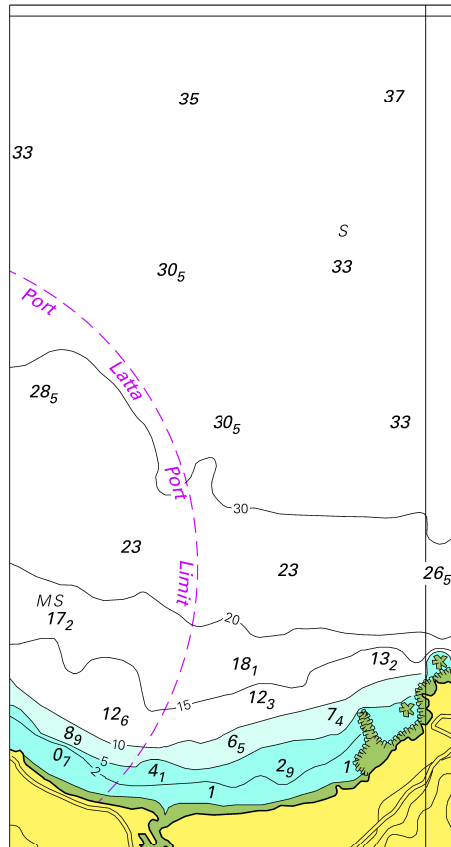 35 37
33
S
30₅ 33
Port
Latta
28₅
30₅ 33
Port
30
23 23 26₅
Limit
MS
17₂
20
18₁ 13₂
12₃
15
12₆ 7₄
8₉ 10 6₅
0₇ 5 4₁ 2₉ 1
2
1